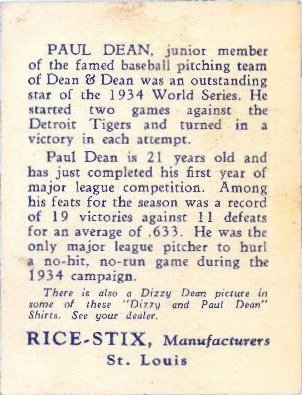 PAUL DEAN, junior member
of the famed baseball pitching team
of Dean & Dean was an outstanding
star of the 1934 World Series. He
started two games against the
Detroit Tigers and turned in a
victory in each attempt.
Paul Dean is 21 years old and
has just completed his first year of
major league competition. Among
his feats for the season was a record
of 19 victories against 11 defeats
for an average of .633. He was the
only major league pitcher to hurl
a no-hit, no-run game during the
1934 campaign.
There is also a Dizzy Dean picture in
some of these "Dizzy and Paul Dean"
Shirts. See your dealer.
RICE-STIX, Manufacturers
St. Louis